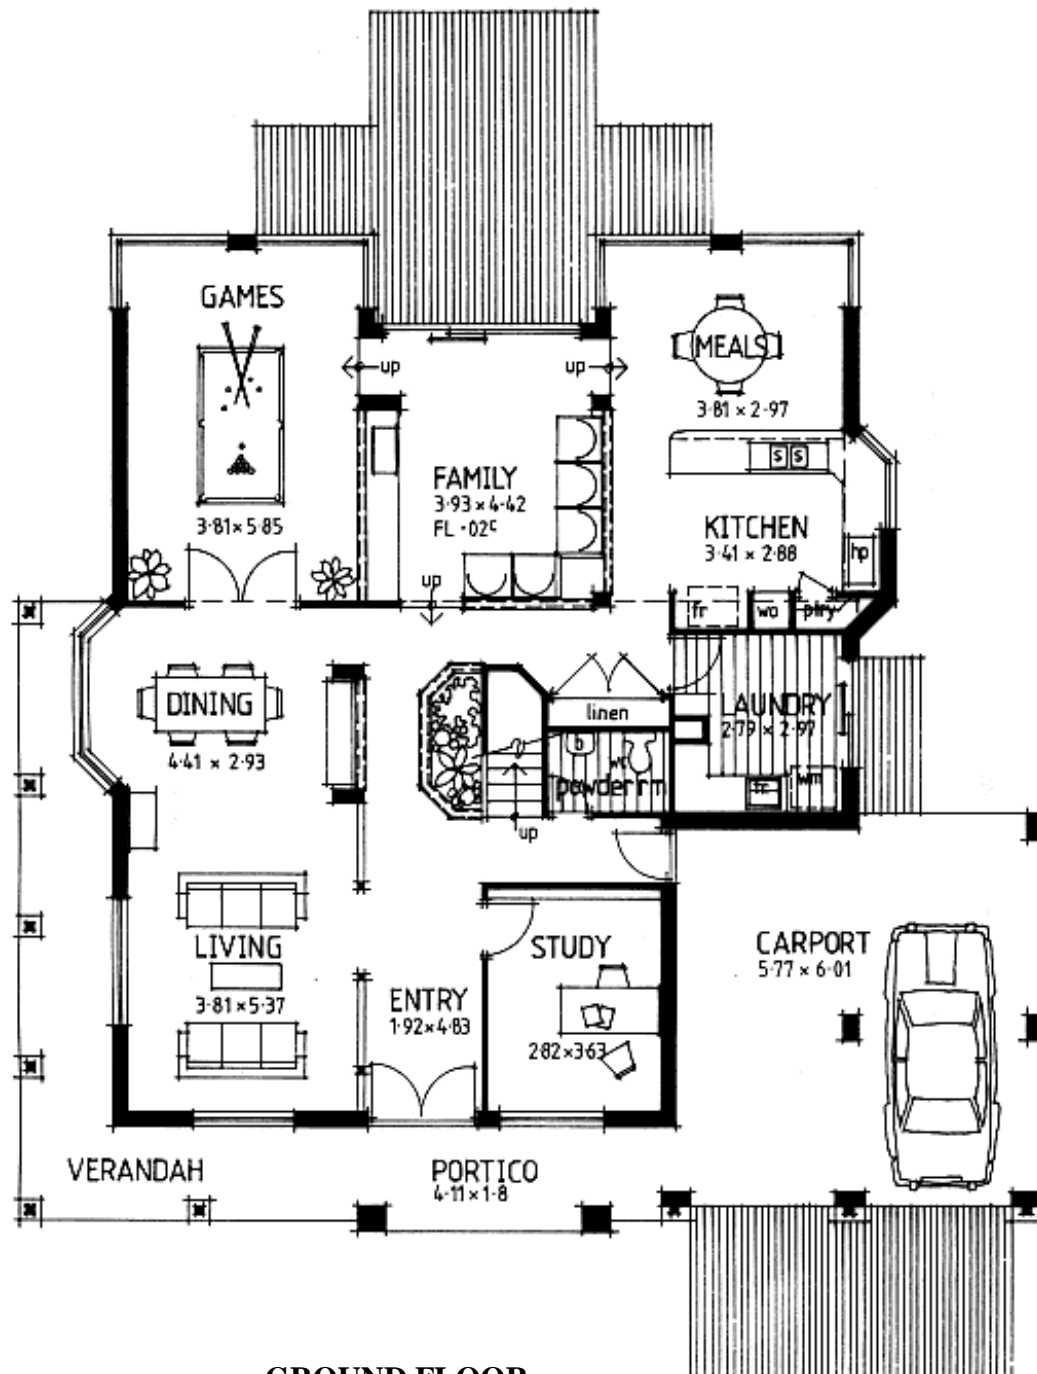 GAMES
3·81×5·85
up
up
MEALS
3·81 × 2·97
FAMILY
3·93×4·42
FL -02c
KITCHEN
3·41 × 2·88
hp
s s
fr
wo
ptry
up
DINING
4·41 × 2·93
linen
LAUNDRY
2·79 × 2·97
b
wc
powder rm
tr
wm
up
LIVING
3·81×5·37
STUDY
2·82×3·63
CARPORT
5·77 × 6·01
ENTRY
1·92×4·83
VERANDAH
PORTICO
4·11×1·8
GROUND FLOOR